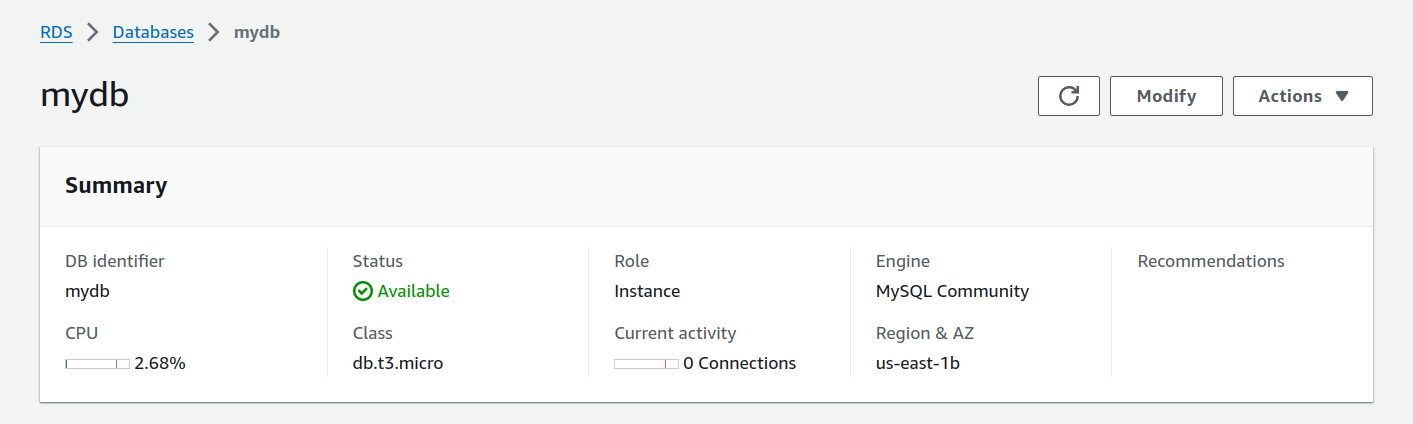 RDS > Databases > mydb
mydb
Modify
Actions
Summary
DB identifier
mydb
CPU
2.68%
Status
Available
Class
db.t3.micro
Role
Instance
Current activity
0 Connections
Engine
MySQL Community
Region & AZ
us-east-1b
Recommendations